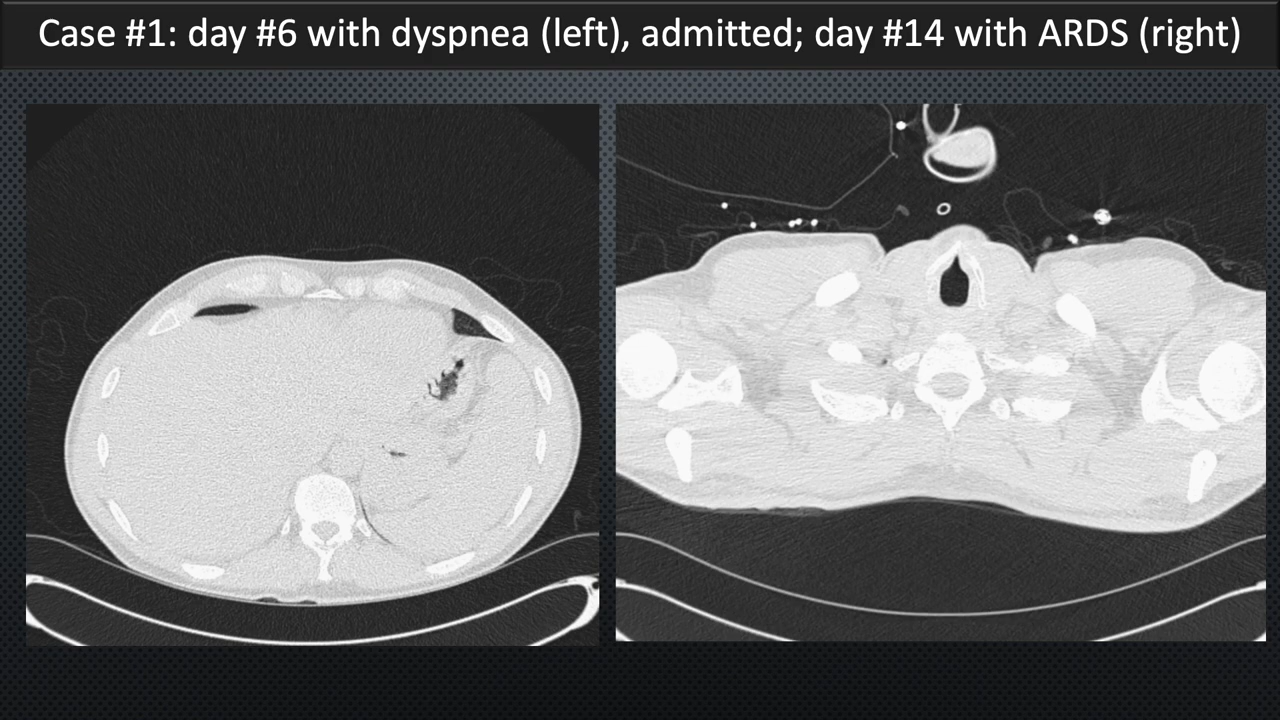 Case #1: day #6 with dyspnea (left), admitted; day #14 with ARDS (right)